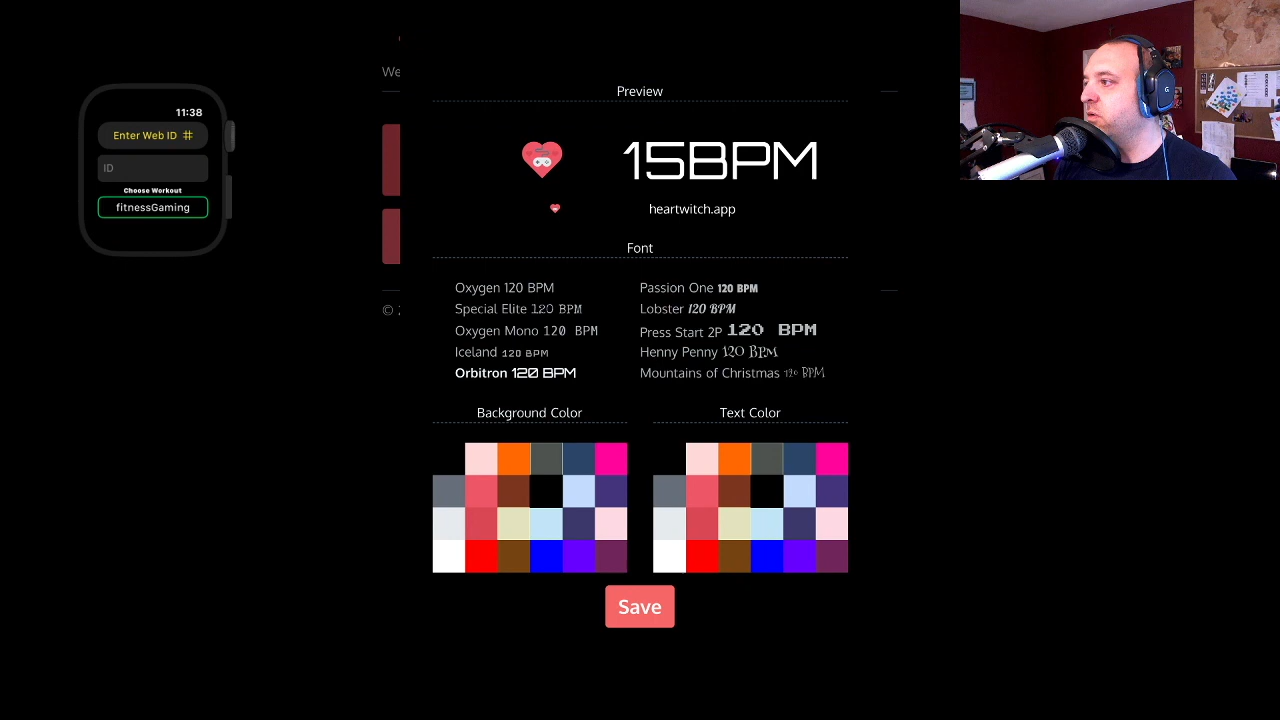 11:38
Enter Web ID #
ID
Choose Workout
fitnessGaming
We
©
Preview
15BPM
heartwitch.app
Font
Oxygen 120 BPM
Special Elite 120 BPM
Oxygen Mono 120 BPM
Iceland 120 BPM
Orbitron 120 BPM
Passion One 120 BPM
Lobster 120 BPM
Press Start 2P 120 BPM
Henny Penny 120 BPM
Mountains of Christmas 120 BPM
Background Color
Text Color
Save